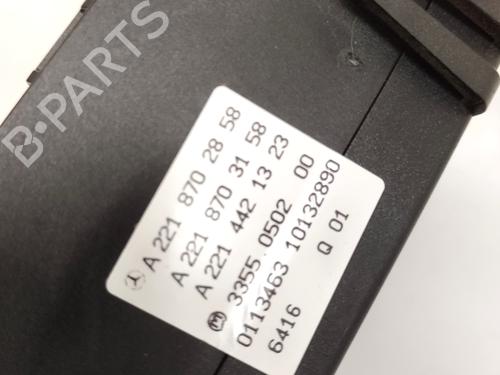 B-PARTS
A 221 870 28 58
A 221 870 31 58
A 221 442 13 23
3355 0502 00
0113463 10132890
6416 Q 01